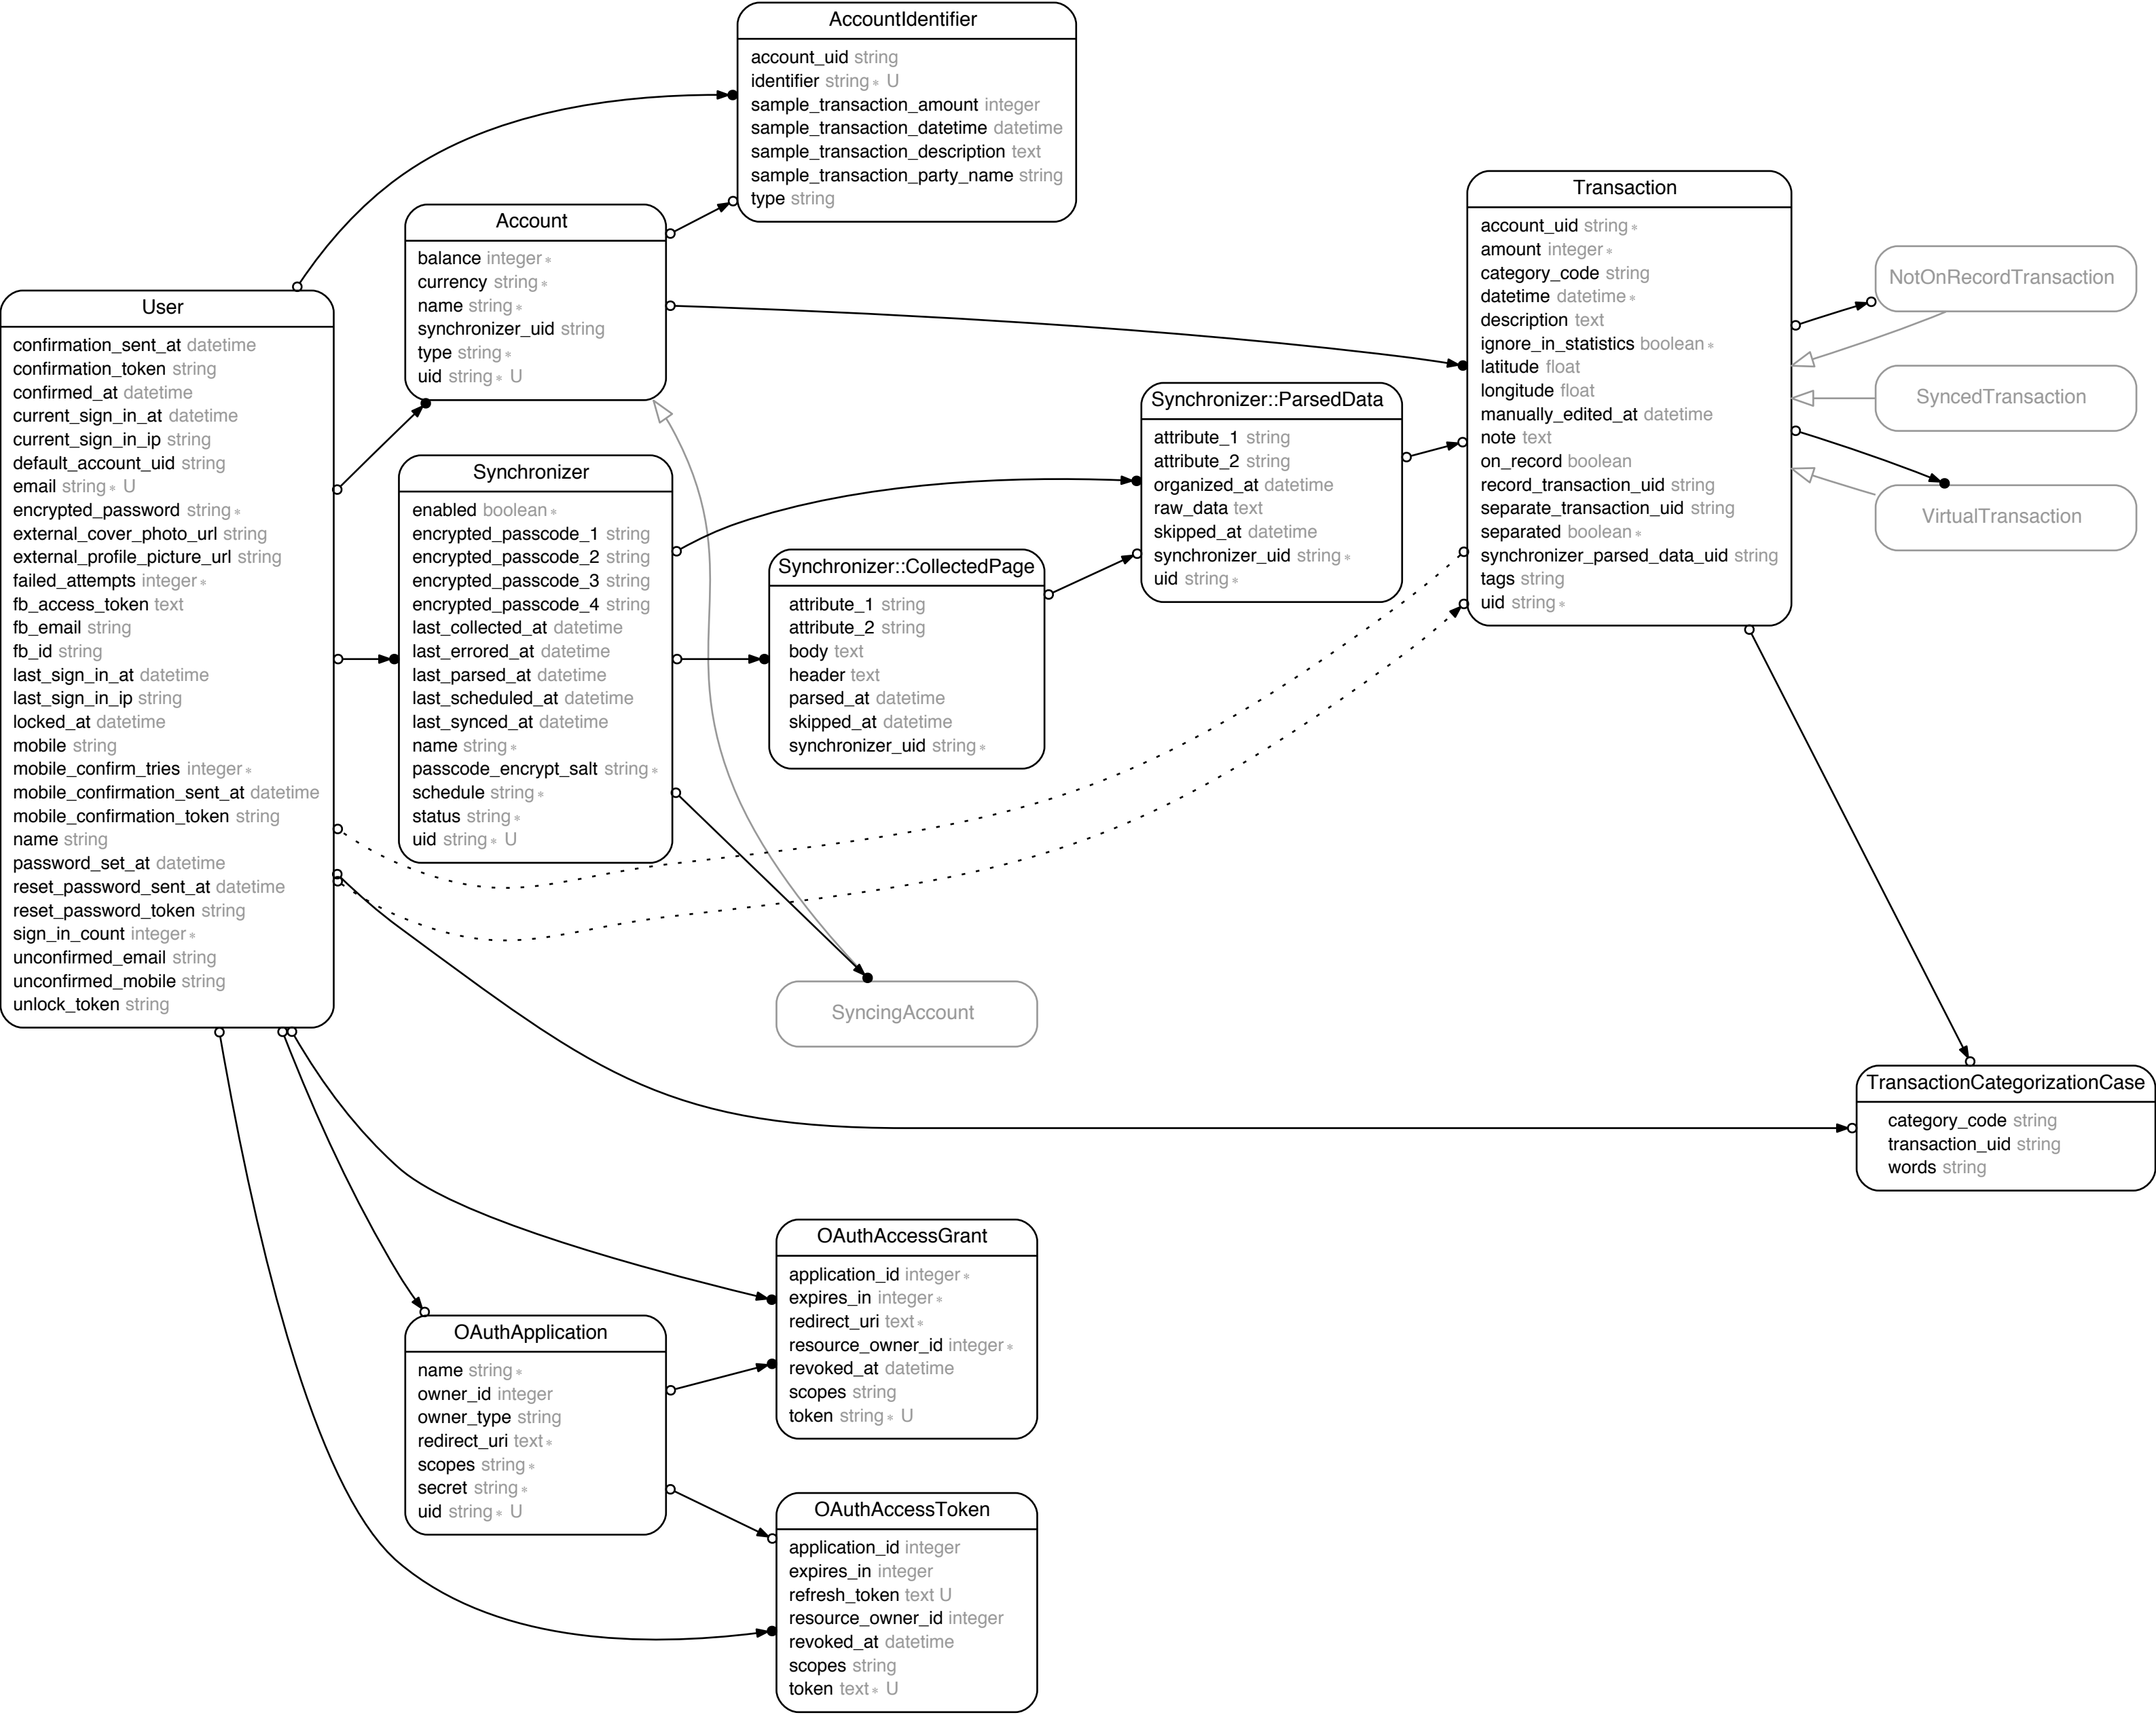 AccountIdentifier
account_uid string
identifier string* U
sample_transaction_amount integer
sample_transaction_datetime datetime
sample_transaction_description text
sample_transaction_party_name string
type string
Account
balance integer*
currency string*
name string*
synchronizer_uid string
type string*
uid string* U
User
confirmation_sent_at datetime
confirmation_token string
confirmed_at datetime
current_sign_in_at datetime
current_sign_in_ip string
default_account_uid string
email string* U
encrypted_password string*
external_cover_photo_url string
external_profile_picture_url string
failed_attempts integer*
fb_access_token text
fb_email string
fb_id string
last_sign_in_at datetime
last_sign_in_ip string
locked_at datetime
mobile string
mobile_confirm_tries integer*
mobile_confirmation_sent_at datetime
mobile_confirmation_token string
name string
password_set_at datetime
reset_password_sent_at datetime
reset_password_token string
sign_in_count integer*
unconfirmed_email string
unconfirmed_mobile string
unlock_token string
Synchronizer
enabled boolean*
encrypted_passcode_1 string
encrypted_passcode_2 string
encrypted_passcode_3 string
encrypted_passcode_4 string
last_collected_at datetime
last_errored_at datetime
last_parsed_at datetime
last_scheduled_at datetime
last_synced_at datetime
name string*
passcode_encrypt_salt string*
schedule string*
status string*
uid string* U
Synchronizer::CollectedPage
attribute_1 string
attribute_2 string
body text
header text
parsed_at datetime
skipped_at datetime
synchronizer_uid string*
Synchronizer::ParsedData
attribute_1 string
attribute_2 string
organized_at datetime
raw_data text
skipped_at datetime
synchronizer_uid string*
uid string*
Transaction
account_uid string*
amount integer*
category_code string
datetime datetime*
description text
ignore_in_statistics boolean*
latitude float
longitude float
manually_edited_at datetime
note text
on_record boolean
record_transaction_uid string
separate_transaction_uid string
separated boolean*
synchronizer_parsed_data_uid string
tags string
uid string*
NotOnRecordTransaction
SyncedTransaction
VirtualTransaction
SyncingAccount
TransactionCategorizationCase
category_code string
transaction_uid string
words string
OAuthAccessGrant
application_id integer*
expires_in integer*
redirect_uri text*
resource_owner_id integer*
revoked_at datetime
scopes string
token string* U
OAuthApplication
name string*
owner_id integer
owner_type string
redirect_uri text*
scopes string*
secret string*
uid string* U
OAuthAccessToken
application_id integer
expires_in integer
refresh_token text U
resource_owner_id integer
revoked_at datetime
scopes string
token text* U